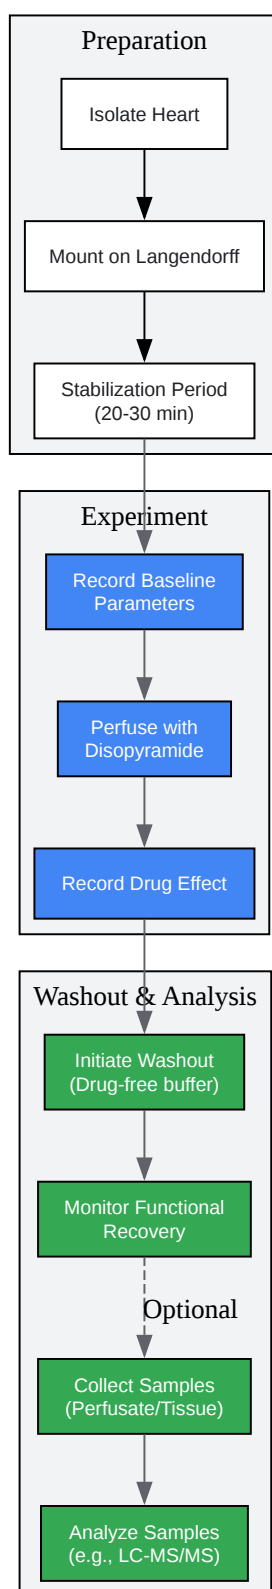 Preparation
Isolate Heart
Mount on Langendorff
Stabilization Period
(20-30 min)
Experiment
Record Baseline
Parameters
Perfuse with
Disopyramide
Record Drug Effect
Washout & Analysis
Initiate Washout
(Drug-free buffer)
Monitor Functional
Recovery
Optional
Collect Samples
(Perfusate/Tissue)
Analyze Samples
(e.g., LC-MS/MS)